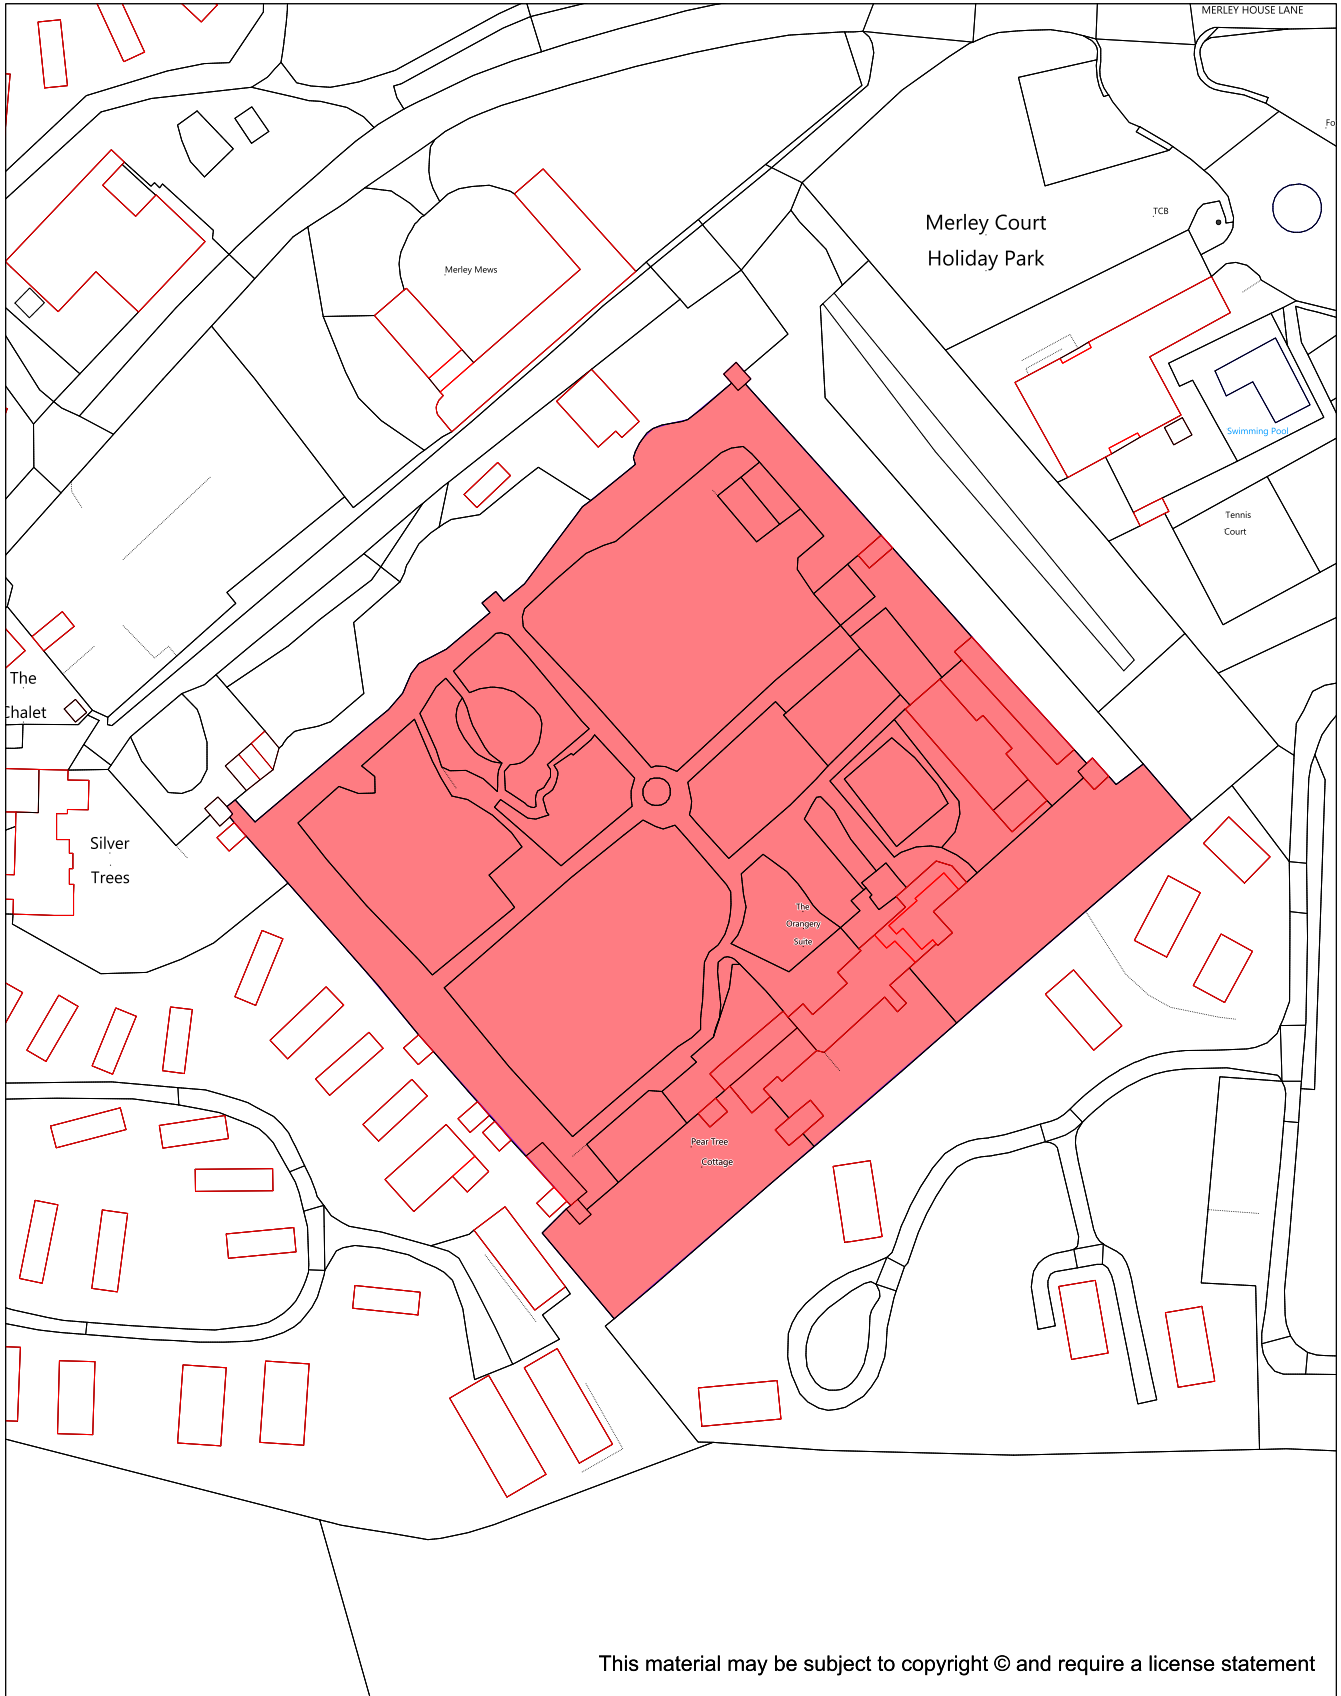 MERLEY HOUSE LANE
Fo
TCB
Merley Court
Holiday Park
Merley Mews
Swimming Pool
Tennis
Court
The
Chalet
Silver
Trees
The
Orangery
Suite
Pear Tree
Cottage
This material may be subject to copyright © and require a license statement